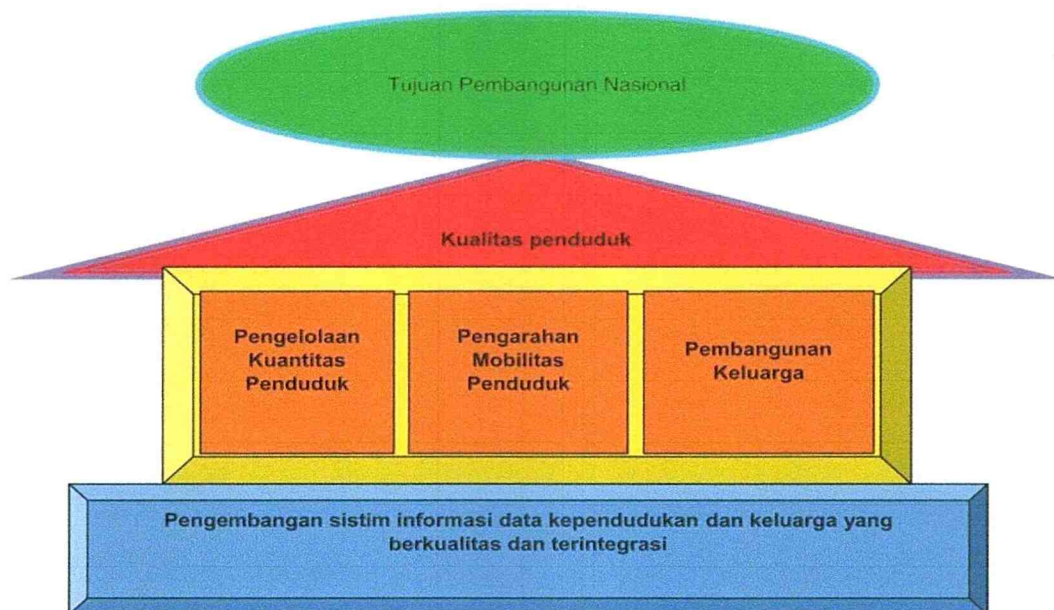 Tujuan Pembangunan Nasional
Kualitas penduduk
Pengelolaan
Kuantitas
Penduduk
Pengarahan
Mobilitas
Penduduk
Pembangunan
Keluarga
Pengembangan sistim informasi data kependudukan dan keluarga yang
berkualitas dan terintegrasi